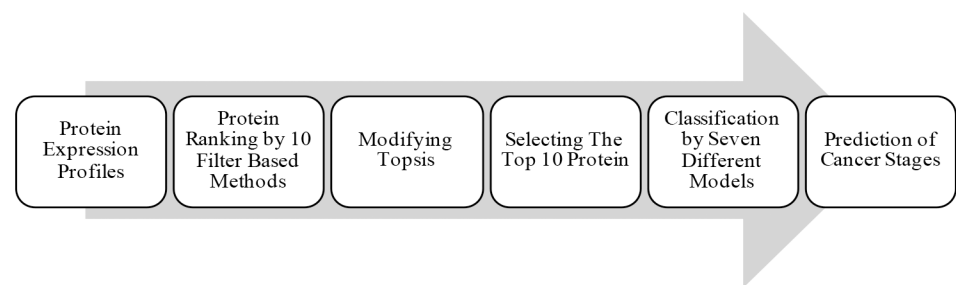 Protein
Expression
Profiles
Protein
Ranking by 10
Filter Based
Methods
Modifying
Topsis
Selecting The
Top 10 Protein
Classification
by Seven
Different
Models
Prediction of
Cancer Stages